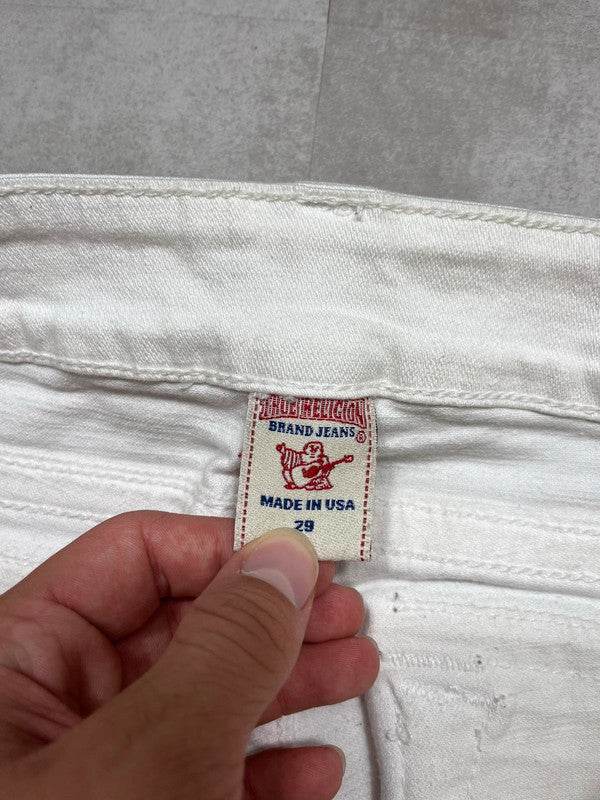 TRUE RELIGION
BRAND JEANS®
MADE IN USA
29